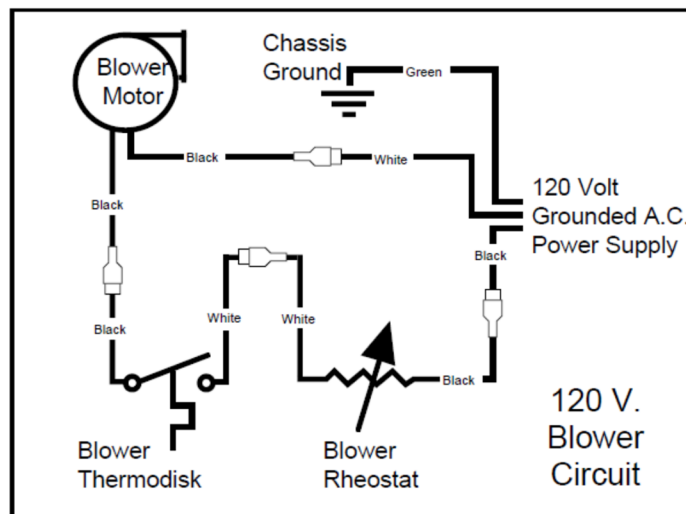 Blower
Motor
Chassis
Ground
Green
Black
White
120 Volt
Grounded A.C.
Power Supply
Black
Black
Black
White
White
Black
Black
Blower
Thermodisk
Blower
Rheostat
120 V.
Blower
Circuit